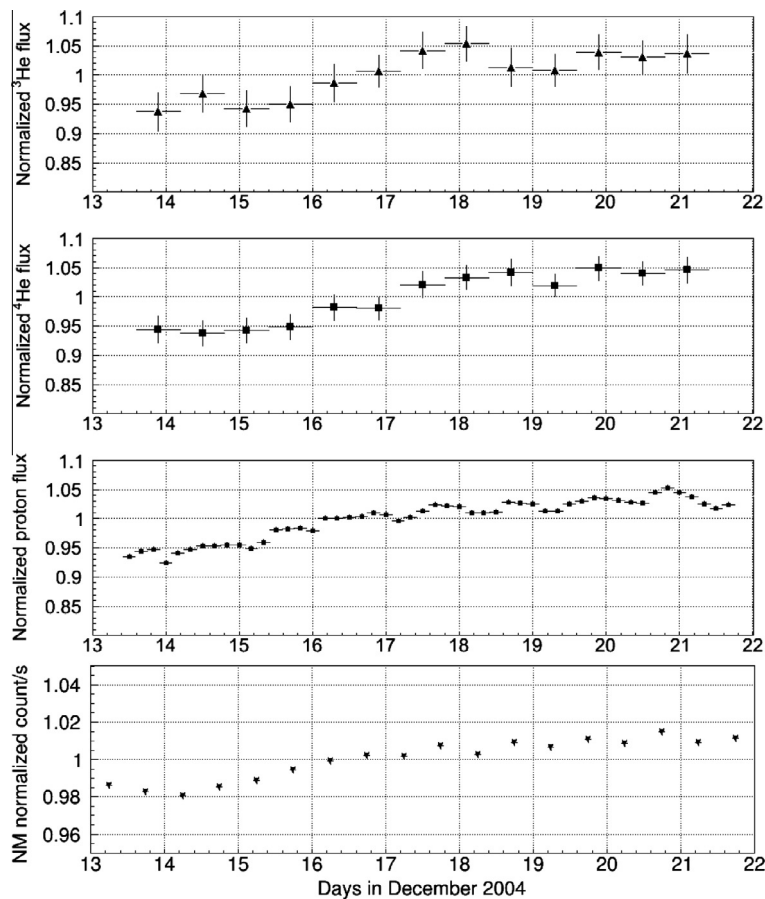 1.1
1.05
1
0.95
0.9
0.85
Normalized ³He flux
13 14 15 16 17 18 19 20 21 22
1.1
1.05
1
0.95
0.9
0.85
Normalized ⁴He flux
13 14 15 16 17 18 19 20 21 22
1.1
1.05
1
0.95
0.9
0.85
Normalized proton flux
13 14 15 16 17 18 19 20 21 22
1.04
1.02
1
0.98
0.96
NM normalized count/s
13 14 15 16 17 18 19 20 21 22
Days in December 2004